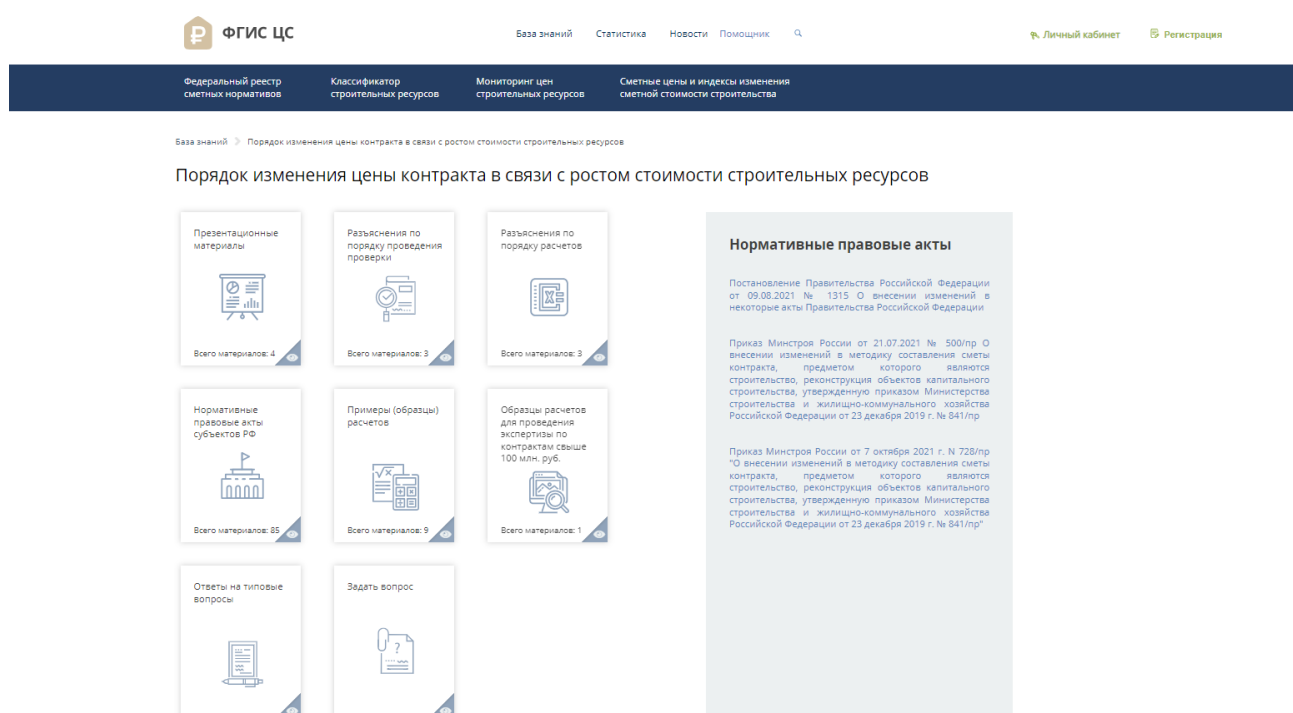 ФГИС ЦС
База знаний
Статистика
Новости
Помощник
Личный кабинет
Регистрация
Федеральный реестр
сметных нормативов
Классификатор
строительных ресурсов
Мониторинг цен
строительных ресурсов
Сметные цены и индексы изменения
сметной стоимости строительства
База знаний > Порядок изменения цены контракта в связи с ростом стоимости строительных ресурсов
Порядок изменения цены контракта в связи с ростом стоимости строительных ресурсов
Презентационные
материалы
Всего материалов: 4
Разъяснения по
порядку проведения
проверки
Всего материалов: 3
Разъяснения по
порядку расчетов
Всего материалов: 3
Нормативные
правовые акты
субъектов РФ
Всего материалов: 85
Примеры (образцы)
расчетов
Всего материалов: 9
Образцы расчетов
для проведения
экспертизы по
контрактам свыше
100 млн. руб.
Всего материалов: 1
Ответы на типовые
вопросы
Задать вопрос
Нормативные правовые акты
Постановление Правительства Российской Федерации
от 09.08.2021 № 1315 О внесении изменений в
некоторые акты Правительства Российской Федерации
Приказ Минстроя России от 21.07.2021 № 500/пр О
внесении изменений в методику составления сметы
контракта, предметом которого являются
строительство, реконструкция объектов капитального
строительства, утвержденную приказом Министерства
строительства и жилищно-коммунального хозяйства
Российской Федерации от 23 декабря 2019 г. № 841/пр
Приказ Минстроя России от 7 октября 2021 г. N 728/пр
"О внесении изменений в методику составления сметы
контракта, предметом которого являются
строительство, реконструкция объектов капитального
строительства, утвержденную приказом Министерства
строительства и жилищно-коммунального хозяйства
Российской Федерации от 23 декабря 2019 г. № 841/пр"